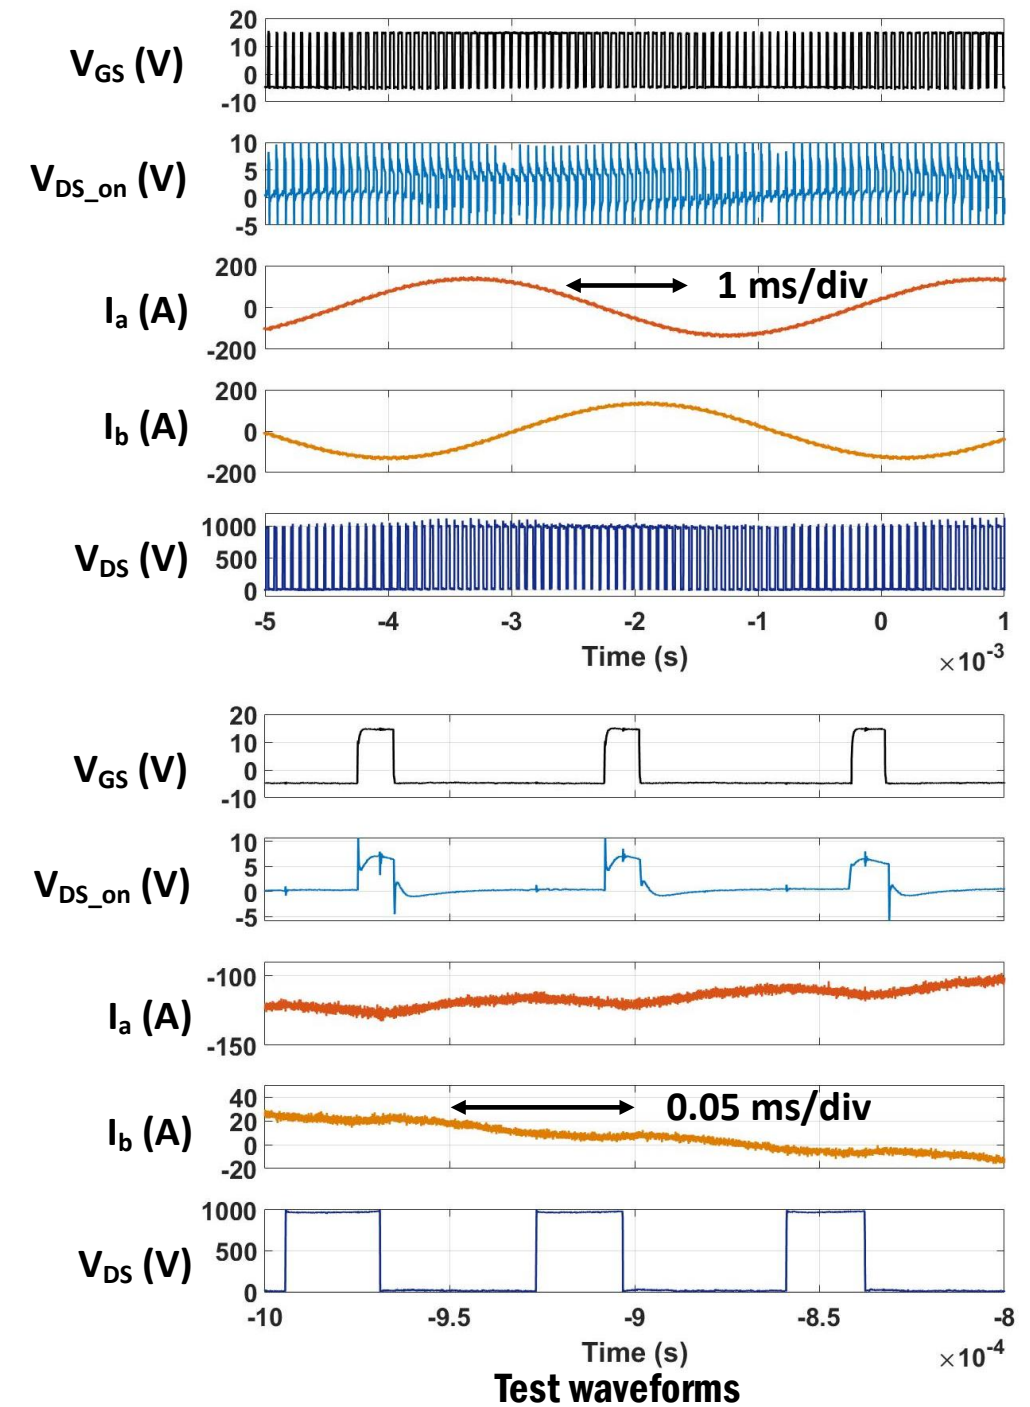 20
10
0
-10
V_GS (V)
10
5
0
-5
V_DS_on (V)
200
0
-200
I_a (A)
1 ms/div
200
0
-200
I_b (A)
1000
500
0
V_DS (V)
-5 -4 -3 -2 -1 0 1
Time (s)
×10^-3
20
10
0
-10
V_GS (V)
10
5
0
-5
V_DS_on (V)
-100
-150
I_a (A)
40
20
0
-20
I_b (A)
0.05 ms/div
1000
500
0
V_DS (V)
-10 -9.5 -9 -8.5 -8
Time (s)
×10^-4
Test waveforms